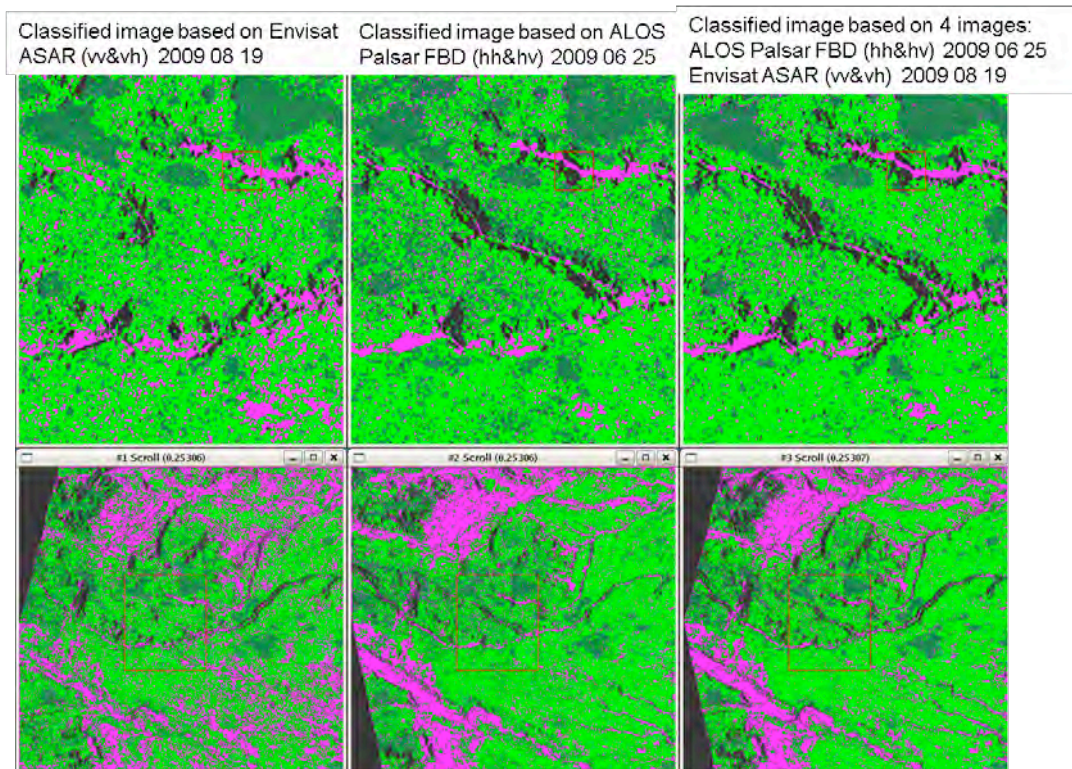 Classified image based on Envisat
ASAR (vv&vh) 2009 08 19
Classified image based on ALOS
Palsar FBD (hh&hv) 2009 06 25
Classified image based on 4 images:
ALOS Palsar FBD (hh&hv) 2009 06 25
Envisat ASAR (vv&vh) 2009 08 19
#1 Scroll (0.25306)
#2 Scroll (0.25306)
#3 Scroll (0.25307)